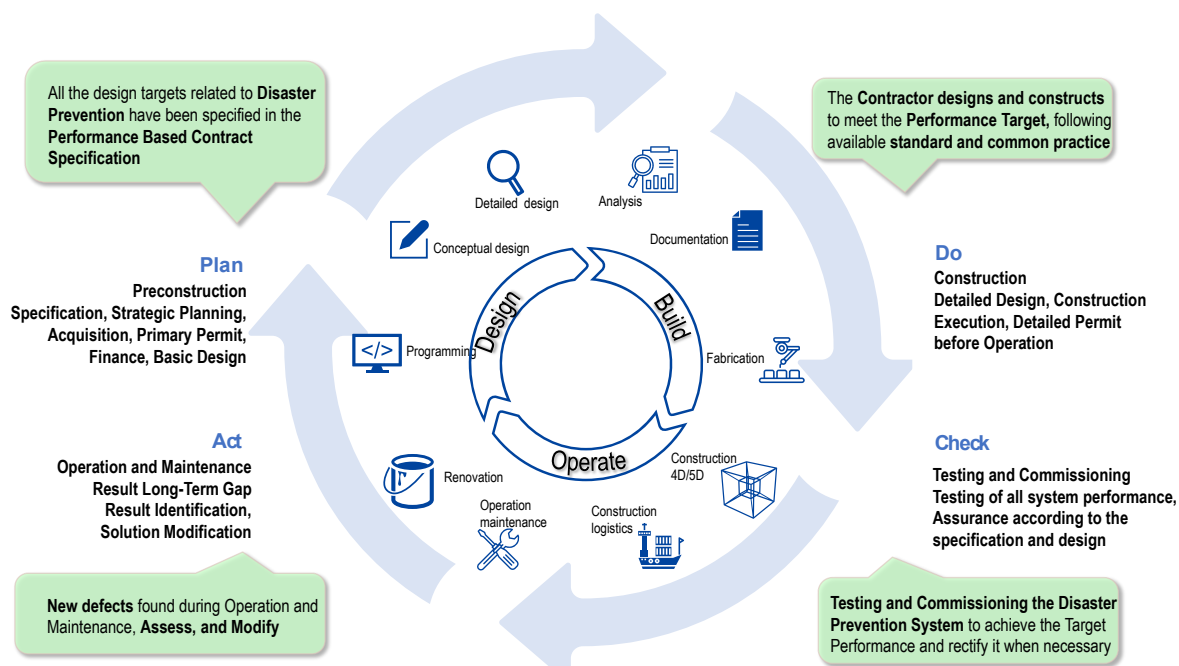 All the design targets related to Disaster
Prevention have been specified in the
Performance Based Contract
Specification
The Contractor designs and constructs
to meet the Performance Target, following
available standard and common practice
Plan
Preconstruction
Specification, Strategic Planning,
Acquisition, Primary Permit,
Finance, Basic Design
Do
Construction
Detailed Design, Construction
Execution, Detailed Permit
before Operation
Detailed design
Analysis
Conceptual design
Documentation
</> Programming
Fabrication
Design
Build
Operate
Renovation
Construction
4D/5D
Operation
maintenance
Construction
logistics
Act
Operation and Maintenance
Result Long-Term Gap
Result Identification,
Solution Modification
Check
Testing and Commissioning
Testing of all system performance,
Assurance according to the
specification and design
New defects found during Operation and
Maintenance, Assess, and Modify
Testing and Commissioning the Disaster
Prevention System to achieve the Target
Performance and rectify it when necessary